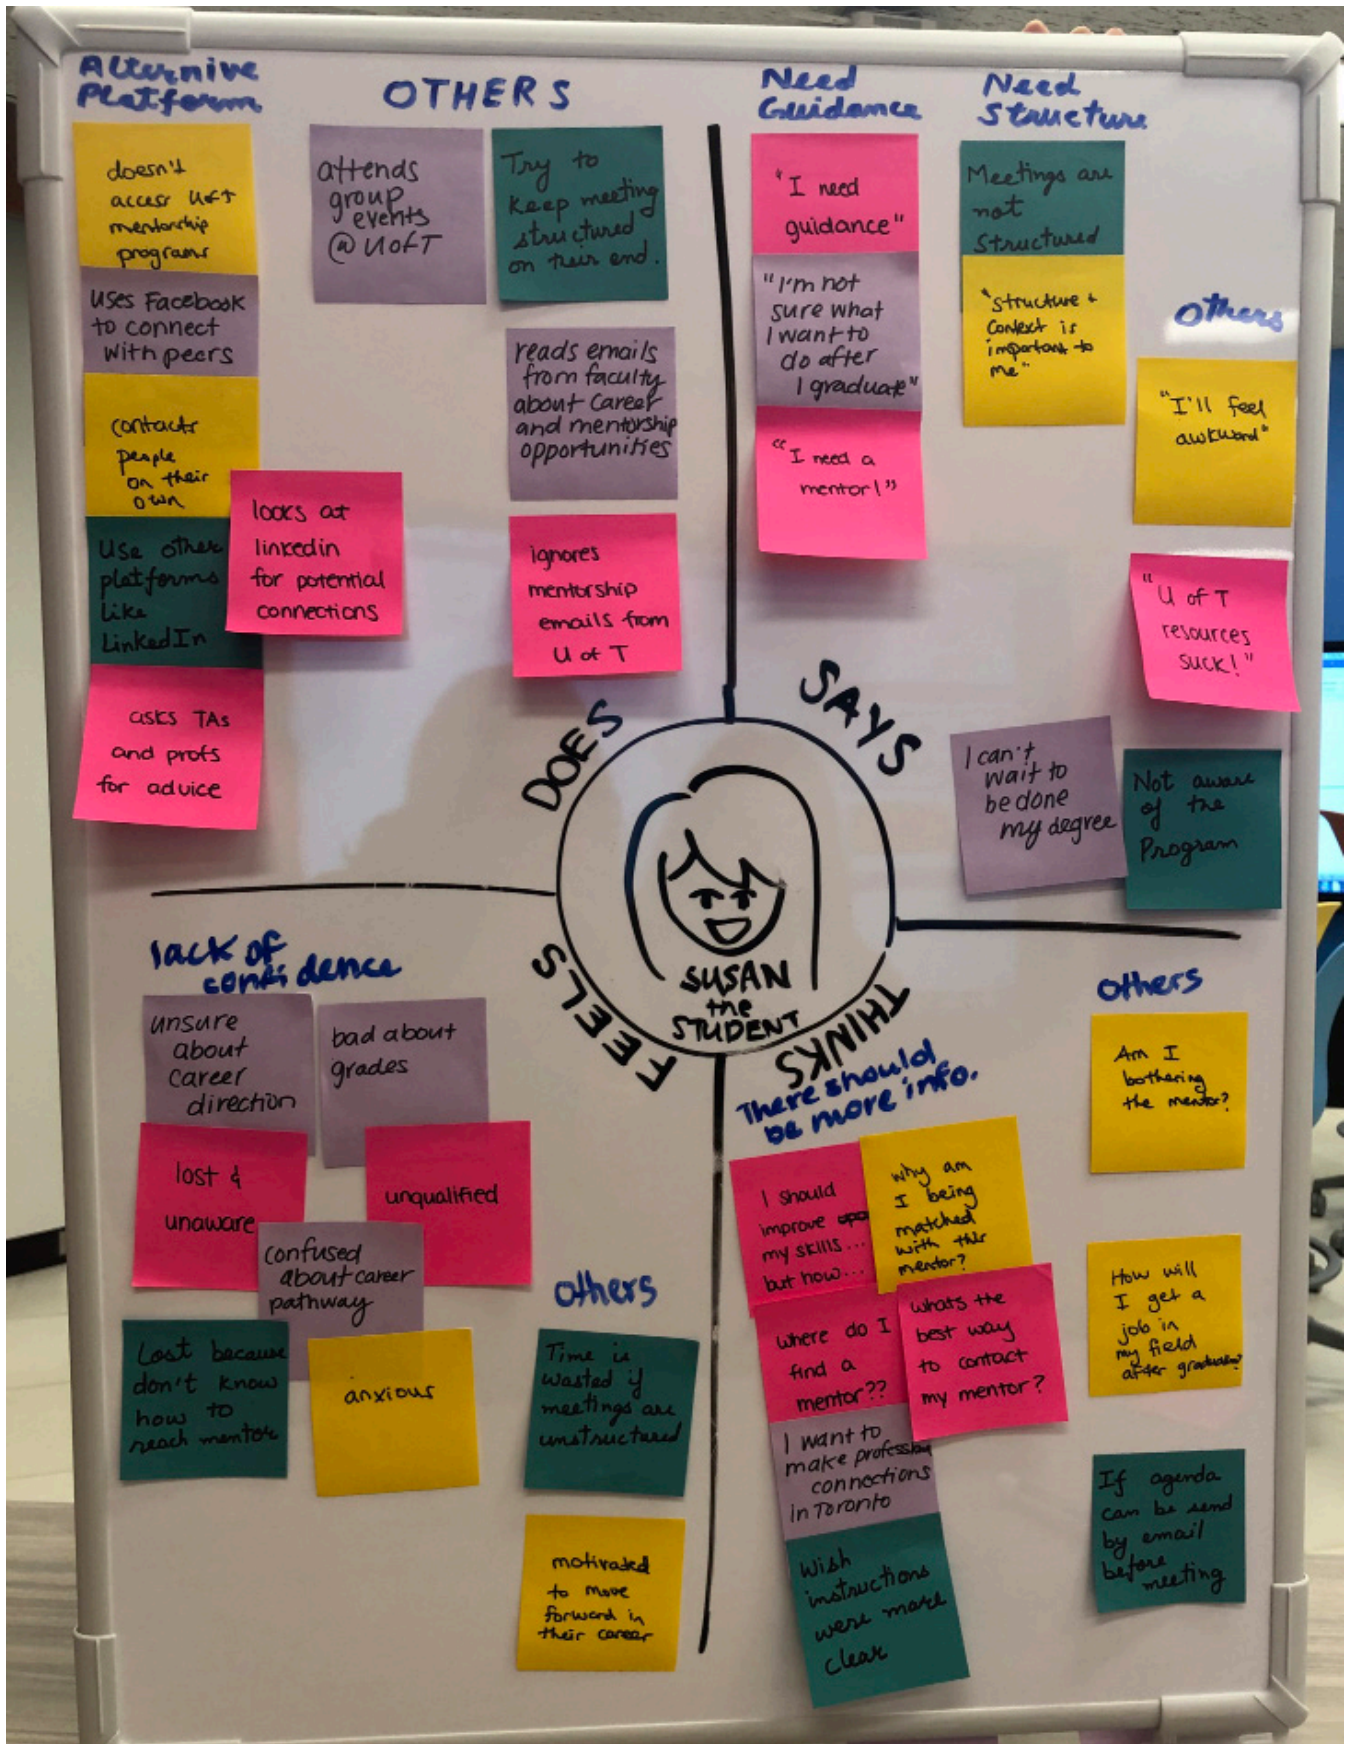 Alternive
Platform
doesn't
access UofT
mentorship
programs
uses Facebook
to connect
with peers
contacts
people
on their
own
Use other
platforms
like
LinkedIn
looks at
linkedin
for potential
connections
asks TAs
and profs
for advice
OTHERS
attends
group
events
@UofT
Try to
keep meeting
structured
on their end.
reads emails
from faculty
about career
and mentorship
opportunities
ignores
mentorship
emails from
U of T
DOES
Need
Guidance
"I need
guidance"
"I'm not
sure what
I want to
do after
I graduate"
"I need a
mentor!"
Need
Structure
Meetings are
not
structured
"structure +
context is
important to
me"
Others
"I'll feel
awkward"
"U of T
resources
suck!"
I can't
wait to
be done
my degree
Not aware
of the
Program
SAYS
SUSAN
the
STUDENT
FEELS
lack of
confidence
unsure
about
career
direction
bad about
grades
lost &
unaware
unqualified
confused
about career
pathway
Lost because
don't know
how to
reach mentor
anxious
others
Time is
wasted if
meetings are
unstructured
motivated
to move
forward in
their career
THINKS
There should
be more info.
I should
improve
my skills...
but how...
why am
I being
matched
with this
mentor?
where do I
find a
mentor??
whats the
best way
to contact
my mentor?
I want to
make professional
connections
in Toronto
Wish
instructions
were more
clear
others
Am I
bothering
the mentor?
How will
I get a
job in
my field
after graduation?
If agenda
can be send
by email
before
meeting